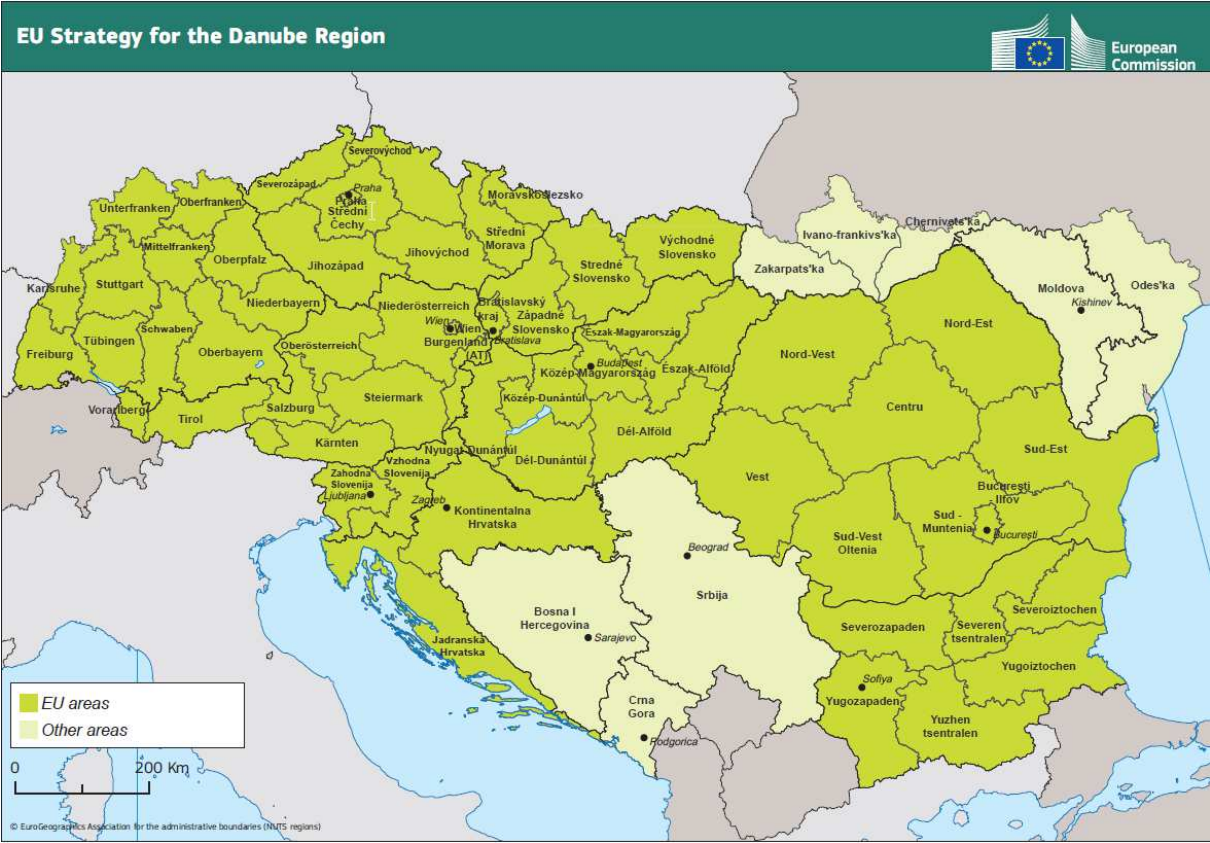 EU Strategy for the Danube Region
European
Commission
Severovýchod
Severozápad
Praha
Praha
Strední
Čechy
Moravskoslezsko
Unterfranken
Oberfranken
Mittelfranken
Oberpfalz
Jihozápad
Jihovýchod
Střední
Morava
Stredné
Slovensko
Východné
Slovensko
Zakarpats'ka
Ivano-frankivs'ka
Chernivets'ka
Moldova
Kishinev
Odes'ka
Karlsruhe
Stuttgart
Niederbayern
Niederösterreich
Wien
Wien
Bratislavský
kraj
Bratislava
Západné
Slovensko
Burgenland
(AT)
Észak-Magyarország
Budapest
Közép-Magyarország
Észak-Alföld
Nord-Vest
Nord-Est
Freiburg
Tübingen
Schwaben
Oberbayern
Oberösterreich
Vorarlberg
Tirol
Salzburg
Steiermark
Kärnten
Közép-Dunántúl
Nyugat-Dunántúl
Dél-Dunántúl
Dél-Alföld
Centru
Sud-Est
Vest
Zahodna
Slovenija
Ljubljana
Vzhodna
Slovenija
Zagreb
Kontinentalna
Hrvatska
Bucureşti
- Ilfov
Sud -
Muntenia
Bucureşti
Sud-Vest
Oltenia
Beograd
Srbija
Bosna I
Hercegovina
Sarajevo
Jadranska
Hrvatska
Crna
Gora
Podgorica
Severozapaden
Severen
tsentralen
Severoiztochen
Sofiya
Yugozapaden
Yugoiztochen
Yuzhen
tsentralen
EU areas
Other areas
0 200 Km
© EuroGeographics Association for the administrative boundaries (NUTS regions)